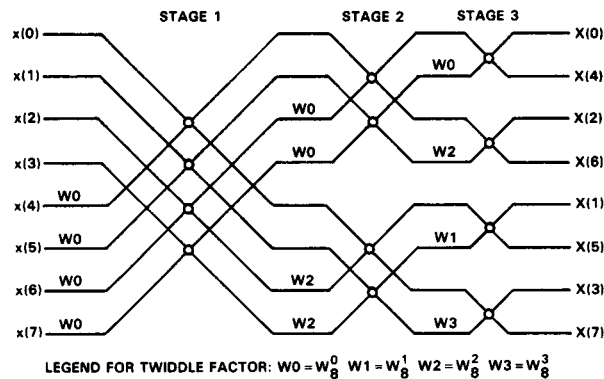 STAGE 1 STAGE 2 STAGE 3
x(0) X(0)
W0
x(1) X(4)
W0
x(2) X(2)
W0 W2
x(3) X(6)
W0
x(4) X(1)
W0 W1
x(5) X(5)
W0 W2
x(6) X(3)
W0 W2 W3
x(7) X(7)
LEGEND FOR TWIDDLE FACTOR: W0 = W₈⁰ W1 = W₈¹ W2 = W₈² W3 = W₈³